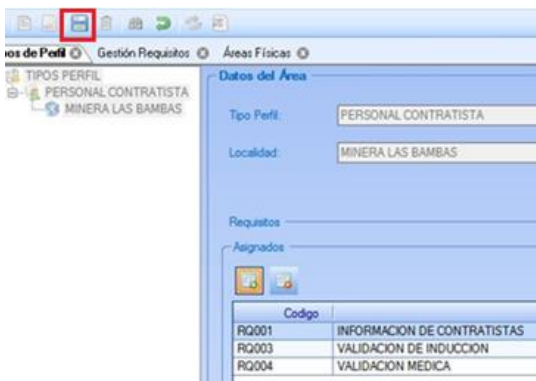 os de Perfil Gestión Requisitos Áreas Físicas
TIPOS PERFIL
PERSONAL CONTRATISTA
MINERA LAS BAMBAS
Datos del Área
Tipo Perfil: PERSONAL CONTRATISTA
Localidad: MINERA LAS BAMBAS
Requisitos
Asignados
Codigo
RQ001 INFORMACION DE CONTRATISTAS
RQ003 VALIDACION DE INDUCCION
RQ004 VALIDACION MEDICA